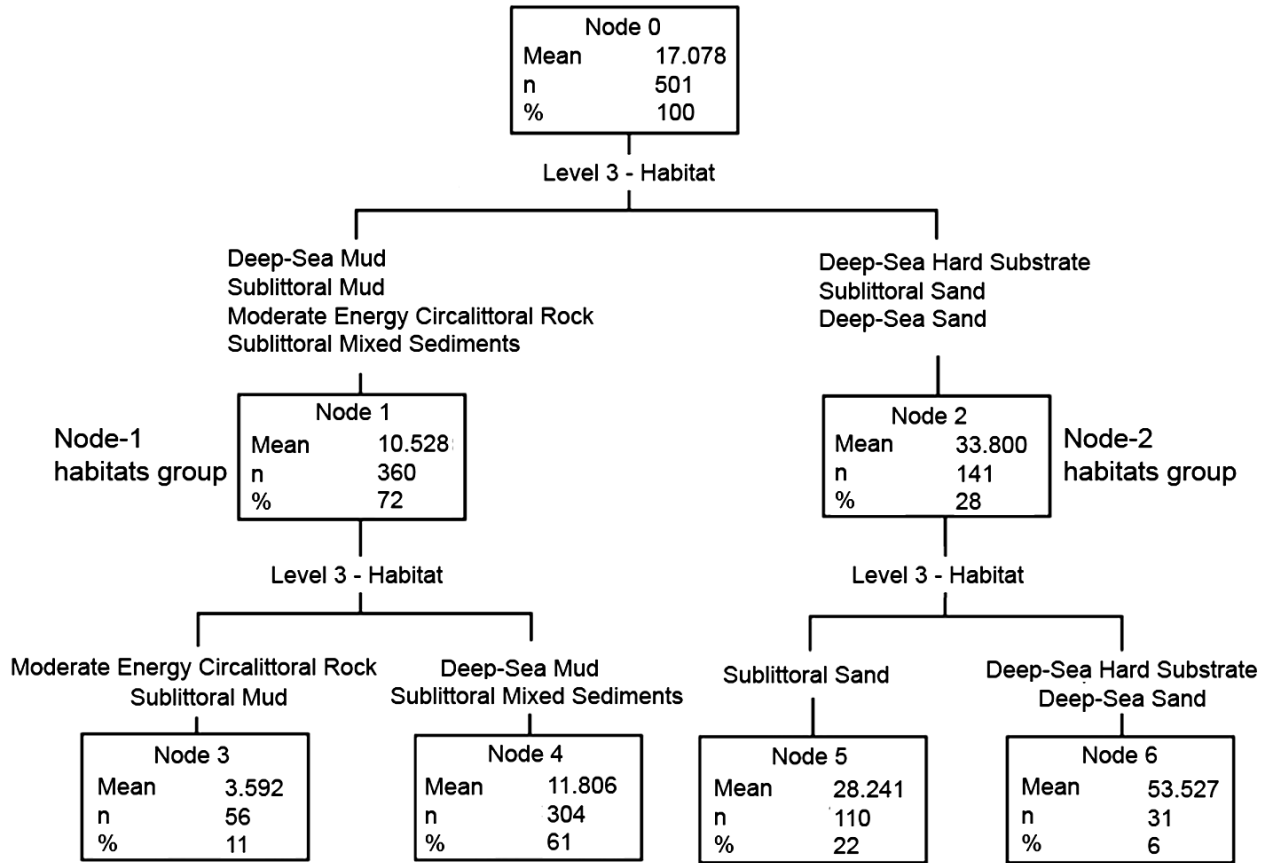 Node 0
Mean 17.078
n 501
% 100
Level 3 - Habitat
Deep-Sea Mud
Sublittoral Mud
Moderate Energy Circalittoral Rock
Sublittoral Mixed Sediments
Deep-Sea Hard Substrate
Sublittoral Sand
Deep-Sea Sand
Node-1
habitats group
Node 1
Mean 10.528
n 360
% 72
Node 2
Mean 33.800
n 141
% 28
Node-2
habitats group
Level 3 - Habitat
Level 3 - Habitat
Moderate Energy Circalittoral Rock
Sublittoral Mud
Deep-Sea Mud
Sublittoral Mixed Sediments
Sublittoral Sand
Deep-Sea Hard Substrate
Deep-Sea Sand
Node 3
Mean 3.592
n 56
% 11
Node 4
Mean 11.806
n 304
% 61
Node 5
Mean 28.241
n 110
% 22
Node 6
Mean 53.527
n 31
% 6